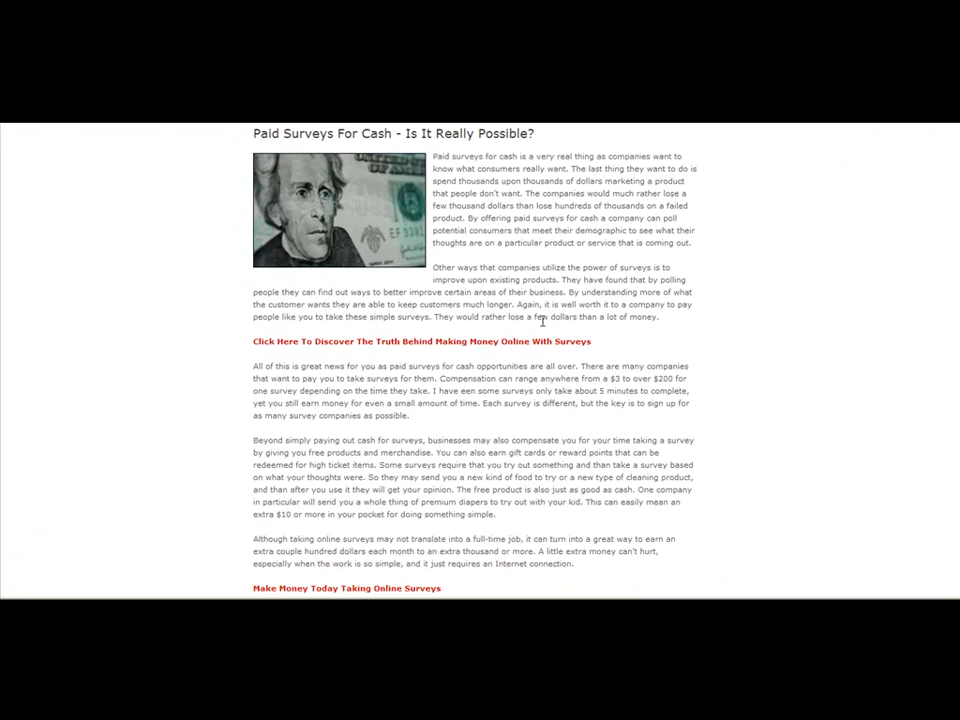 Paid Surveys For Cash - Is It Really Possible?
Paid surveys for cash is a very real thing as companies want to
know what consumers really want. The last thing they want to do is
spend thousands upon thousands of dollars marketing a product
that people don't want. The companies would much rather lose a
few thousand dollars than lose hundreds of thousands on a failed
product. By offering paid surveys for cash a company can poll
potential consumers that meet their demographic to see what their
thoughts are on a particular product or service that is coming out.
Other ways that companies utilize the power of surveys is to
improve upon existing products. They have found that by polling
people they can find out ways to better improve certain areas of their business. By understanding more of what
the customer wants they are able to keep customers much longer. Again, it is well worth it to a company to pay
people like you to take these simple surveys. They would rather lose a few dollars than a lot of money.
Click Here To Discover The Truth Behind Making Money Online With Surveys
All of this is great news for you as paid surveys for cash opportunities are all over. There are many companies
that want to pay you to take surveys for them. Compensation can range anywhere from a $3 to over $200 for
one survey depending on the time they take. I have een some surveys only take about 5 minutes to complete,
yet you still earn money for even a small amount of time. Each survey is different, but the key is to sign up for
as many survey companies as possible.
Beyond simply paying out cash for surveys, businesses may also compensate you for your time taking a survey
by giving you free products and merchandise. You can also earn gift cards or reward points that can be
redeemed for high ticket items. Some surveys require that you try out something and than take a survey based
on what your thoughts were. So they may send you a new kind of food to try or a new type of cleaning product,
and than after you use it they will get your opinion. The free product is also just as good as cash. One company
in particular will send you a whole thing of premium diapers to try out with your kid. This can easily mean an
extra $10 or more in your pocket for doing something simple.
Although taking online surveys may not translate into a full-time job, it can turn into a great way to earn an
extra couple hundred dollars each month to an extra thousand or more. A little extra money can't hurt,
especially when the work is so simple, and it just requires an Internet connection.
Make Money Today Taking Online Surveys